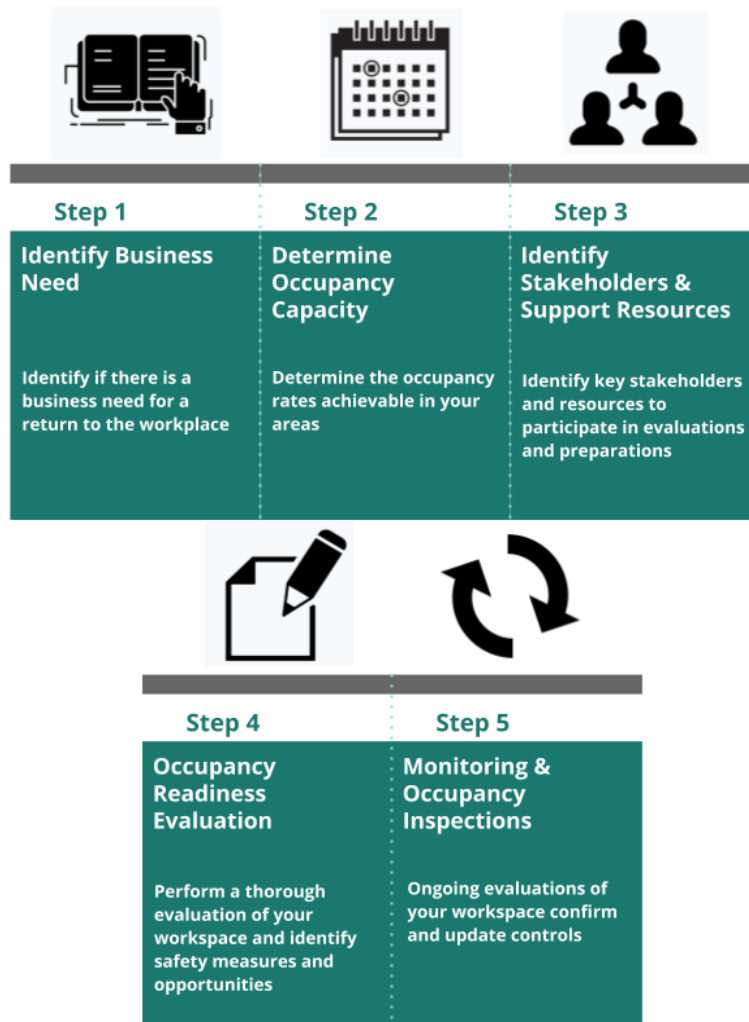 Step 1
Identify Business
Need
Identify if there is a
business need for a
return to the workplace
Step 2
Determine
Occupancy
Capacity
Determine the occupancy
rates achievable in your
areas
Step 3
Identify
Stakeholders &
Support Resources
Identify key stakeholders
and resources to
participate in evaluations
and preparations
Step 4
Occupancy
Readiness
Evaluation
Perform a thorough
evaluation of your
workspace and identify
safety measures and
opportunities
Step 5
Monitoring &
Occupancy
Inspections
Ongoing evaluations of
your workspace confirm
and update controls